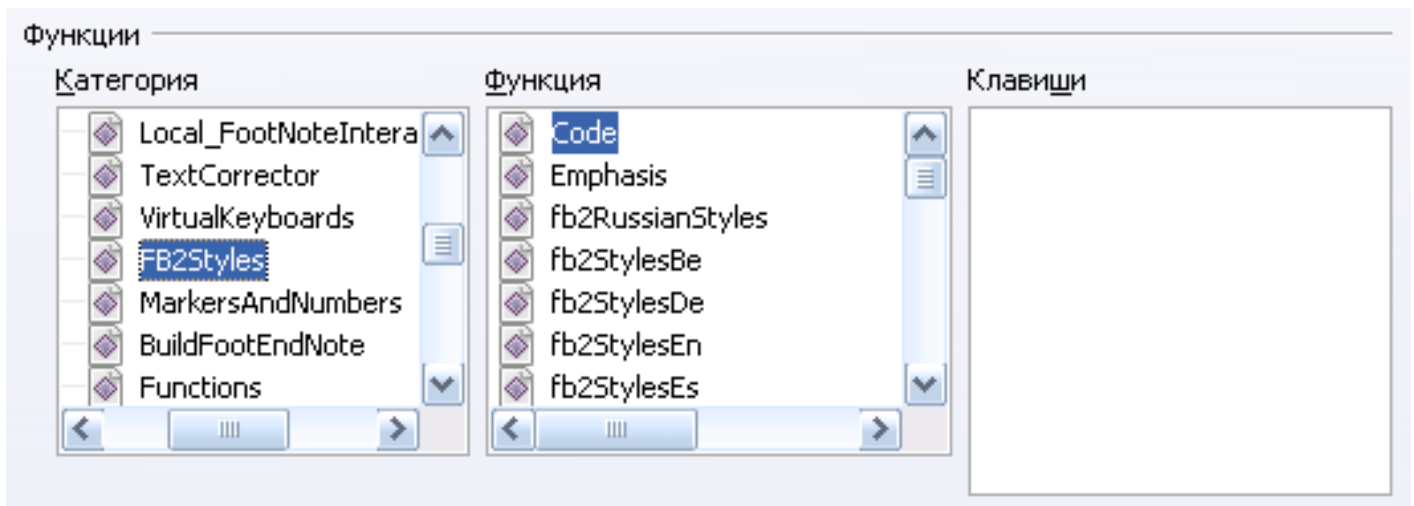 Функции
Категория
Local_FootNoteIntera
TextCorrector
VirtualKeyboards
FB2Styles
MarkersAndNumbers
BuildFootEndNote
Functions
Функция
Code
Emphasis
fb2RussianStyles
fb2StylesBe
fb2StylesDe
fb2StylesEn
fb2StylesEs
Клавиши